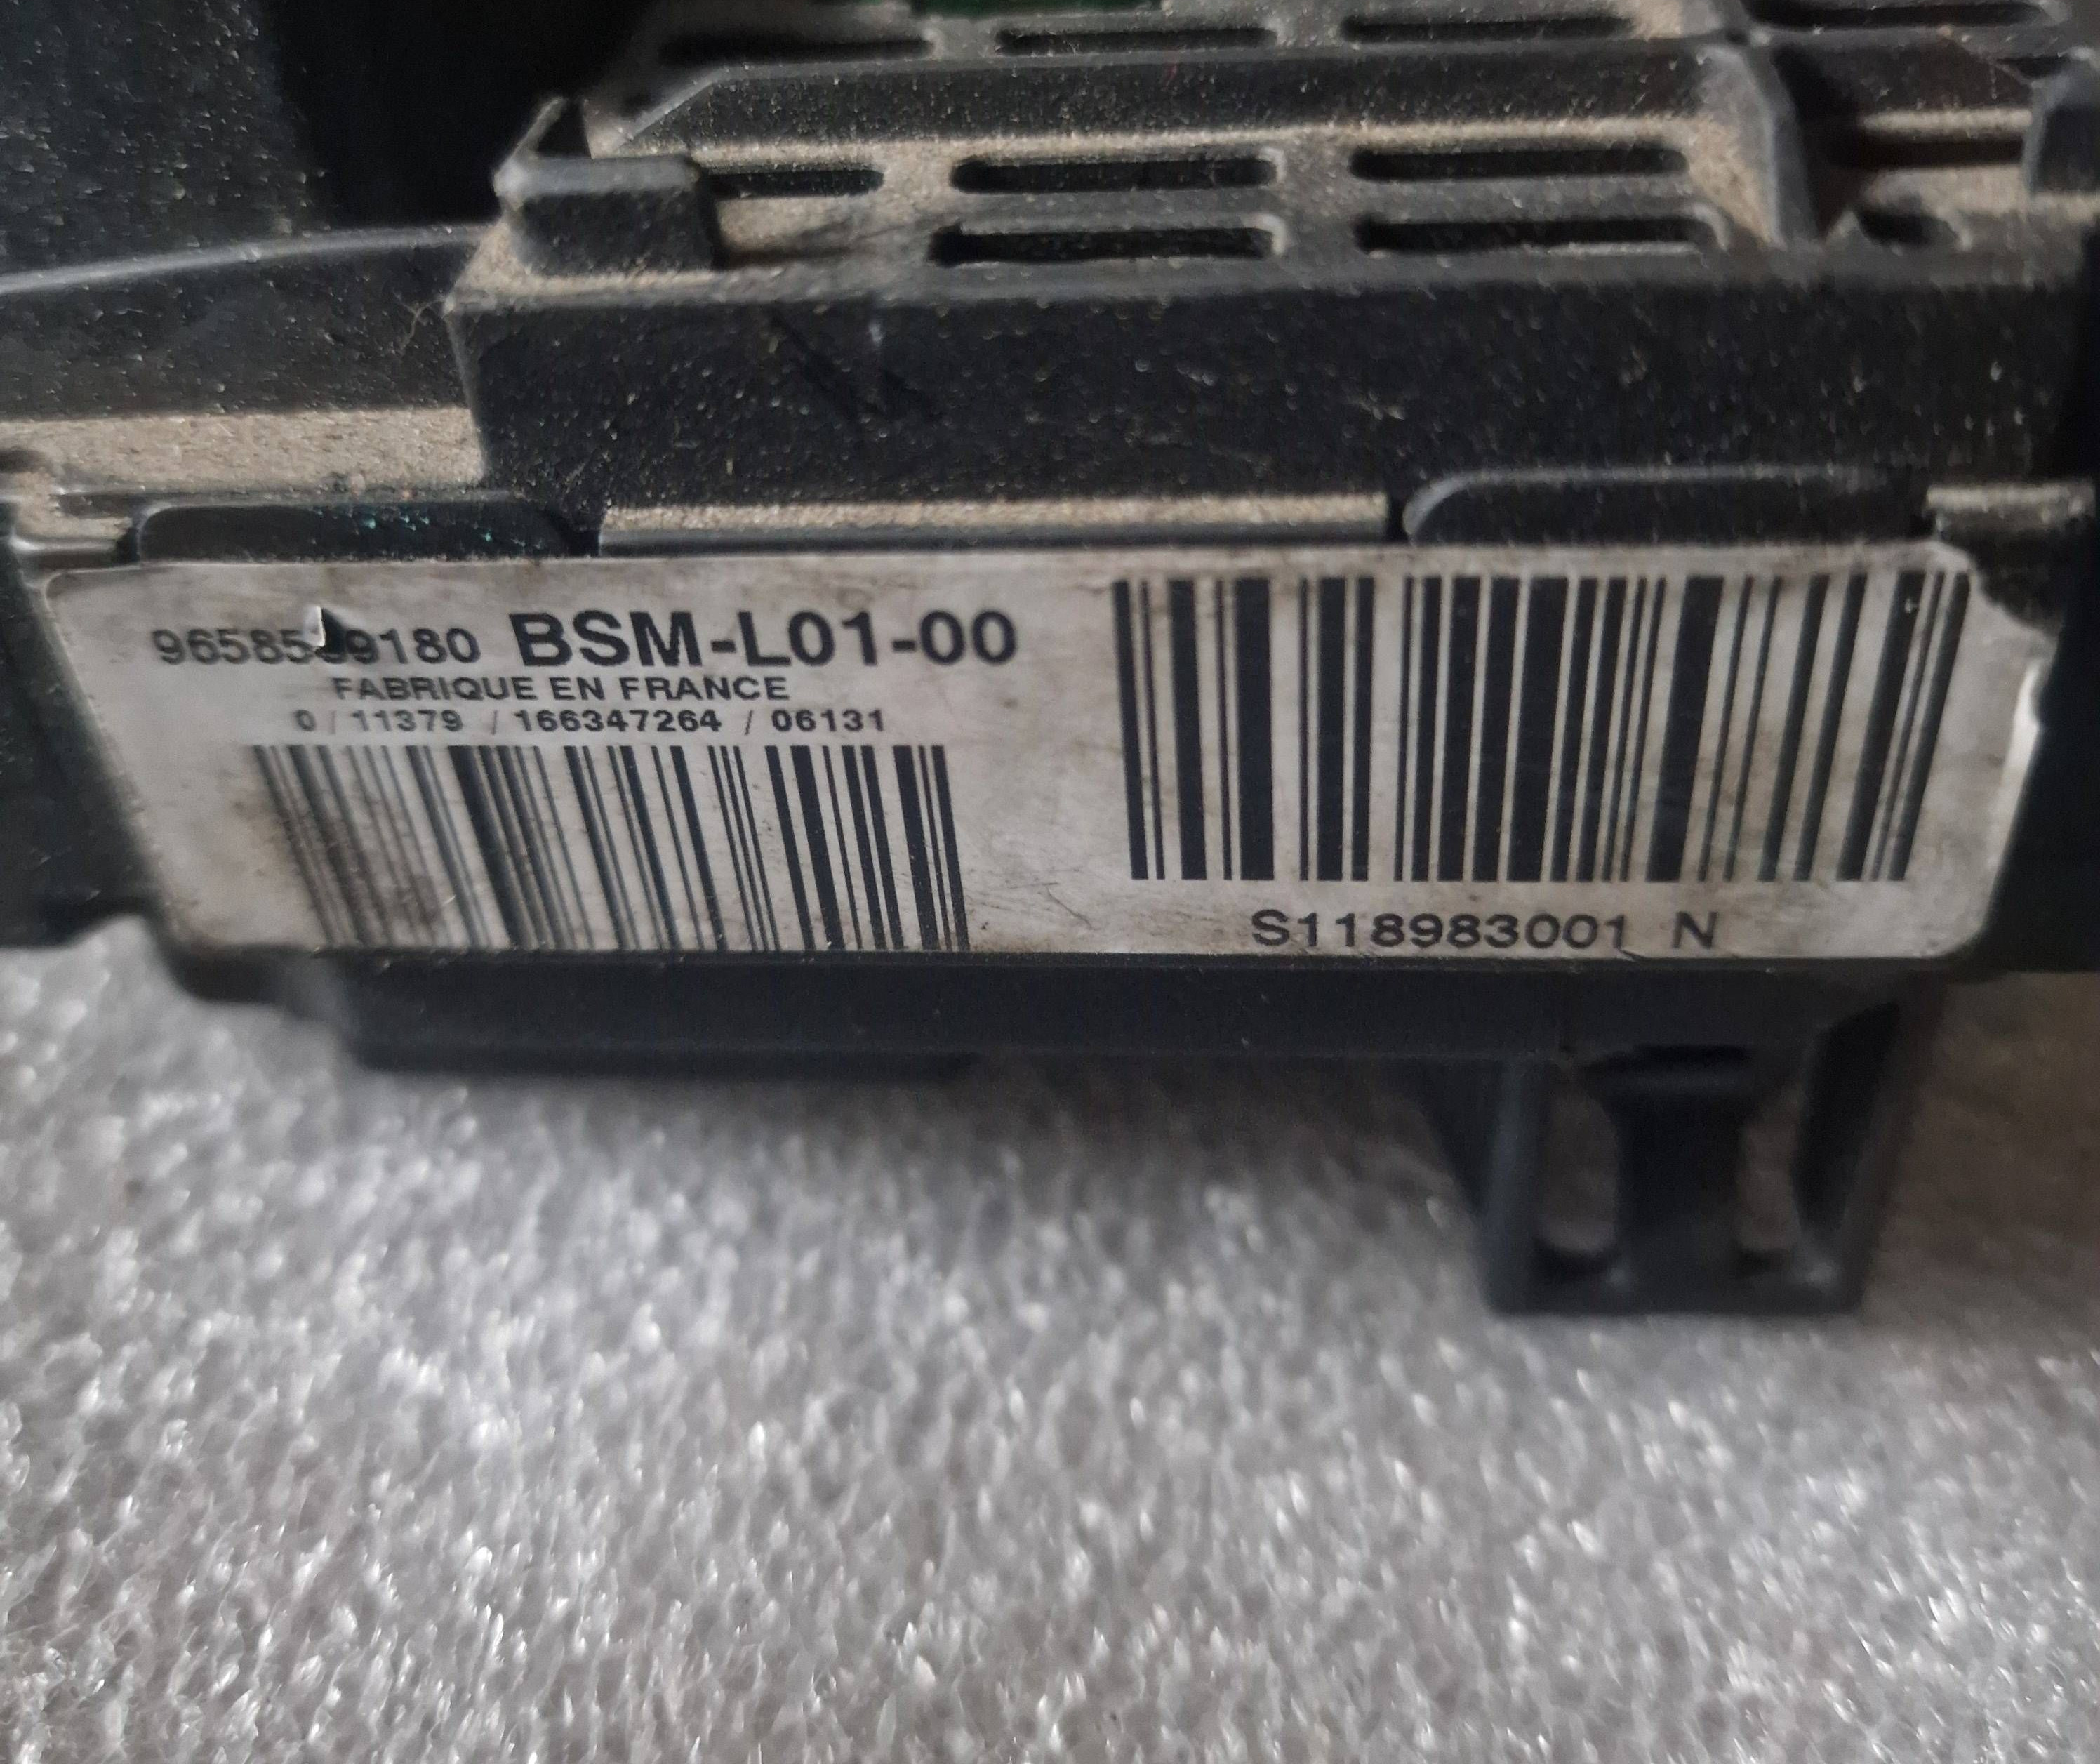 BSM-L01-00
FABRIQUE EN FRANCE
0 / 11379 / 166347264 / 06131
S118983001 N